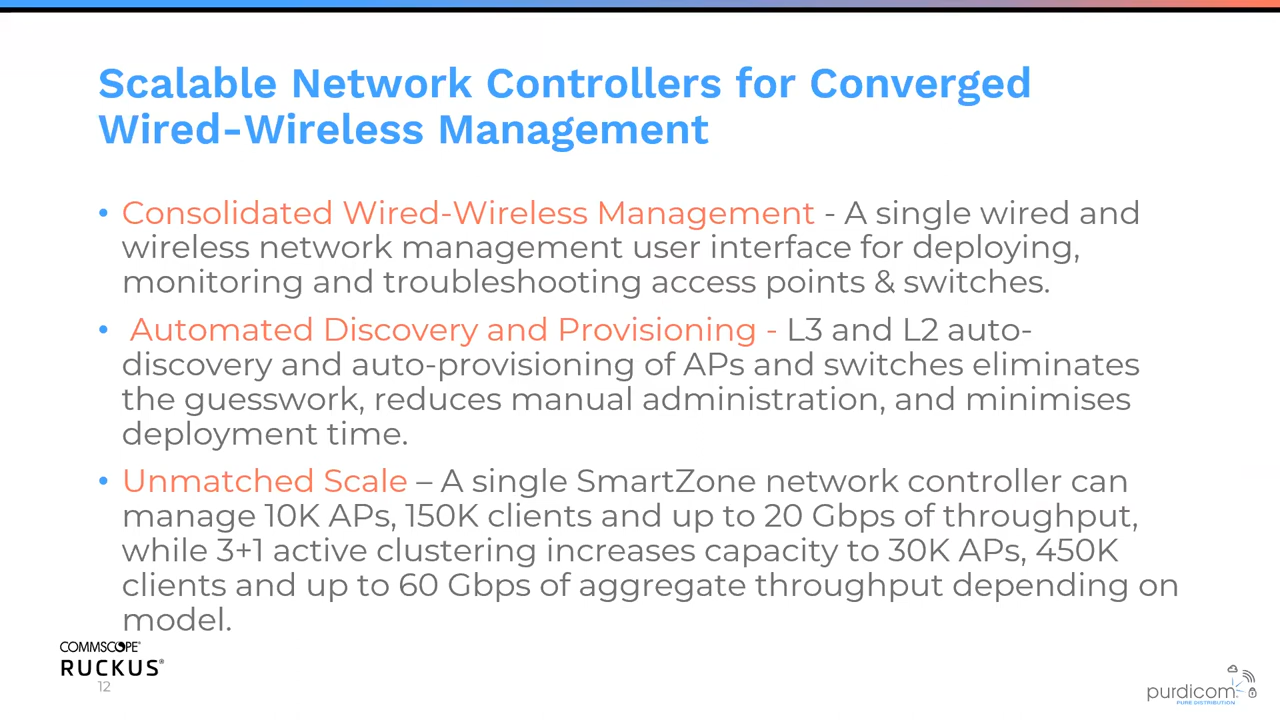 Scalable Network Controllers for Converged
Wired-Wireless Management
• Consolidated Wired-Wireless Management - A single wired and
wireless network management user interface for deploying,
monitoring and troubleshooting access points & switches.
• Automated Discovery and Provisioning - L3 and L2 auto-
discovery and auto-provisioning of APs and switches eliminates
the guesswork, reduces manual administration, and minimises
deployment time.
• Unmatched Scale – A single SmartZone network controller can
manage 10K APs, 150K clients and up to 20 Gbps of throughput,
while 3+1 active clustering increases capacity to 30K APs, 450K
clients and up to 60 Gbps of aggregate throughput depending on
model.
COMMSCOPE®
RUCKUS®
12
purdicom
PURE DISTRIBUTION